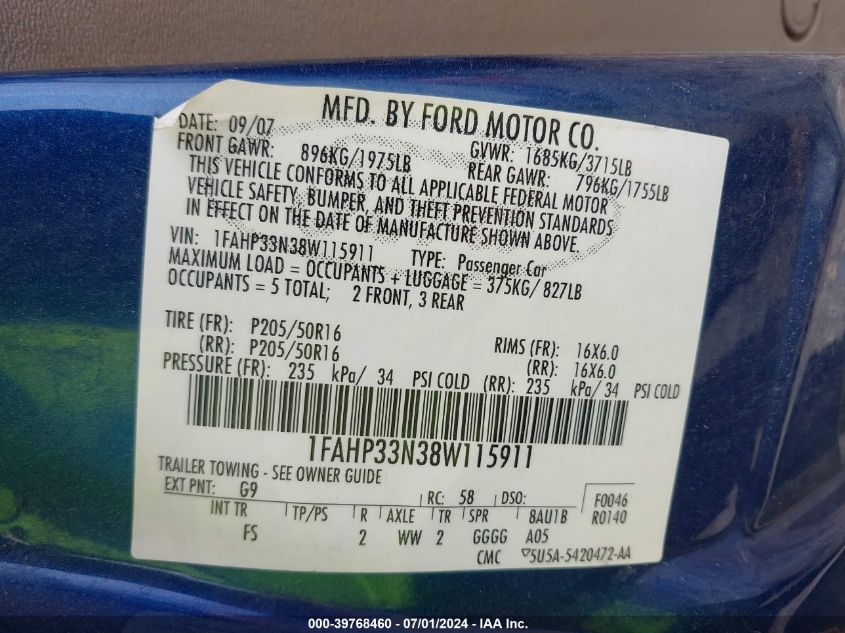 MFD. BY FORD MOTOR CO.
DATE: 09/07 GVWR: 1685KG/3715LB
FRONT GAWR: 896KG/1975LB REAR GAWR: 796KG/1755LB
THIS VEHICLE CONFORMS TO ALL APPLICABLE FEDERAL MOTOR
VEHICLE SAFETY, BUMPER, AND THEFT PREVENTION STANDARDS
IN EFFECT ON THE DATE OF MANUFACTURE SHOWN ABOVE.
VIN: 1FAHP33N38W115911 TYPE: Passenger Car
MAXIMUM LOAD = OCCUPANTS + LUGGAGE = 375KG/ 827LB
OCCUPANTS = 5 TOTAL; 2 FRONT, 3 REAR
TIRE (FR): P205/50R16 RIMS (FR): 16X6.0
(RR): P205/50R16 (RR): 16X6.0
PRESSURE (FR): 235 kPa/ 34 PSI COLD (RR): 235 kPa/ 34 PSI COLD
1FAHP33N38W115911
TRAILER TOWING - SEE OWNER GUIDE
EXT PNT: G9 RC: 58 DSO: F0046
INT TR TP/PS R AXLE TR SPR 8AU1B R0140
FS 2 WW 2 GGGG A05
CMC 5U5A-5420472-AA
000-39768460 - 07/01/2024 - IAA Inc.